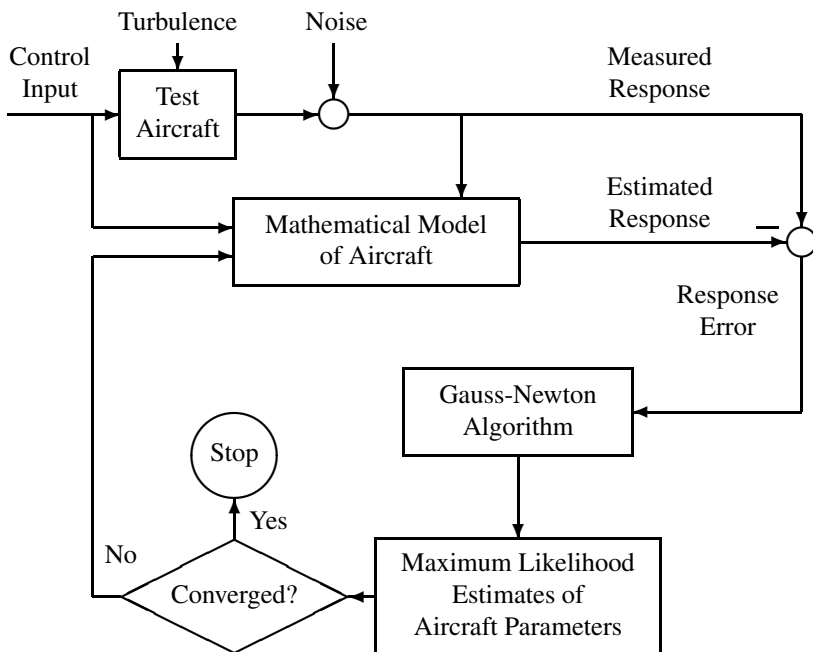 Turbulence
Noise
Control
Input
Measured
Response
Test
Aircraft
Estimated
Response
Mathematical Model
of Aircraft
Response
Error
Gauss-Newton
Algorithm
Stop
Yes
No
Converged?
Maximum Likelihood
Estimates of
Aircraft Parameters